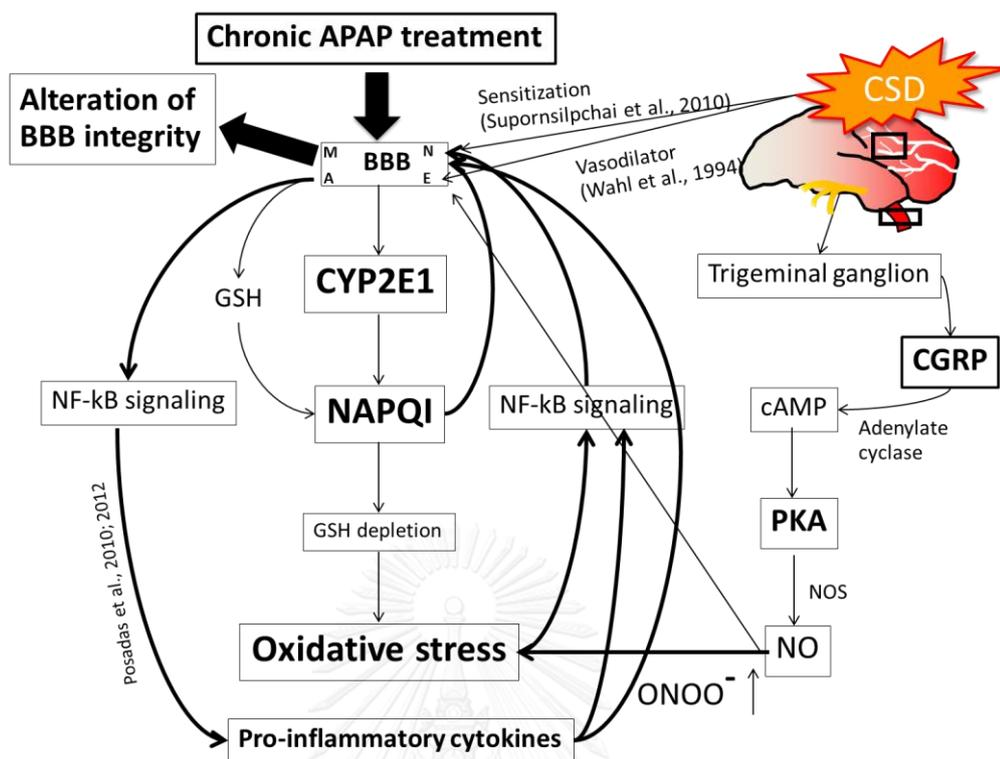 Chronic APAP treatment
CSD
Alteration of
BBB integrity
Sensitization
(Supornsilpchai et al., 2010)
M
N
BBB
A
E
Vasodilator
(Wahl et al., 1994)
Trigeminal ganglion
CYP2E1
GSH
CGRP
NF-kB signaling
NAPQI
NF-kB signaling
cAMP
Adenylate
cyclase
Posadas et al., 2010; 2012
GSH depletion
PKA
NOS
Oxidative stress
NO
ONOO-
Pro-inflammatory cytokines